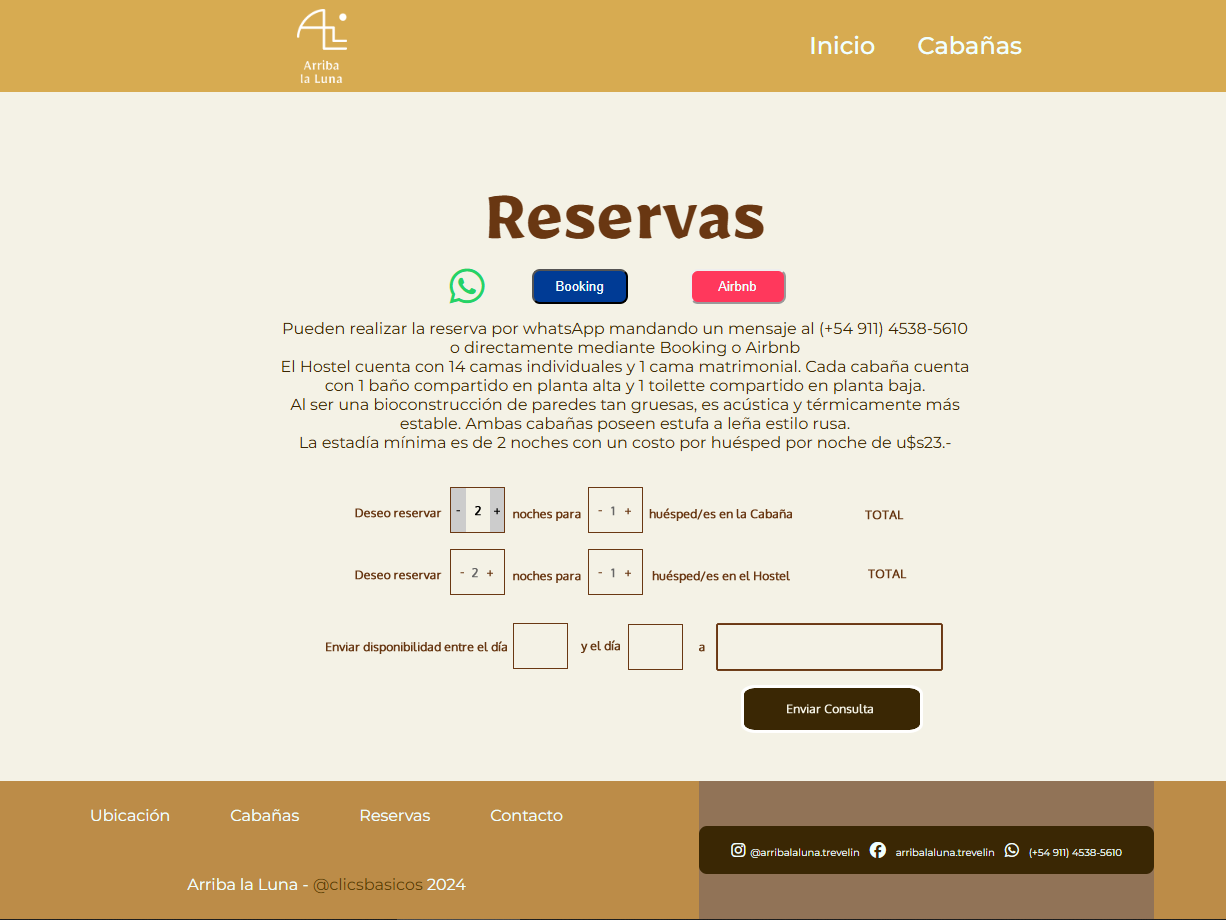 Arriba
la Luna
Inicio Cabañas
Reservas
Booking Airbnb
Pueden realizar la reserva por whatsApp mandando un mensaje al (+54 911) 4538-5610
o directamente mediante Booking o Airbnb
El Hostel cuenta con 14 camas individuales y 1 cama matrimonial. Cada cabaña cuenta
con 1 baño compartido en planta alta y 1 toilette compartido en planta baja.
Al ser una bioconstrucción de paredes tan gruesas, es acústica y térmicamente más
estable. Ambas cabañas poseen estufa a leña estilo rusa.
La estadía mínima es de 2 noches con un costo por huésped por noche de u$s23.-
Deseo reservar - 2 + noches para - 1 + huésped/es en la Cabaña TOTAL
Deseo reservar - 2 + noches para - 1 + huésped/es en el Hostel TOTAL
Enviar disponibilidad entre el día y el día a
Enviar Consulta
Ubicación Cabañas Reservas Contacto
@arribalaluna.trevelin arribalaluna.trevelin (+54 911) 4538-5610
Arriba la Luna - @clicsbasicos 2024